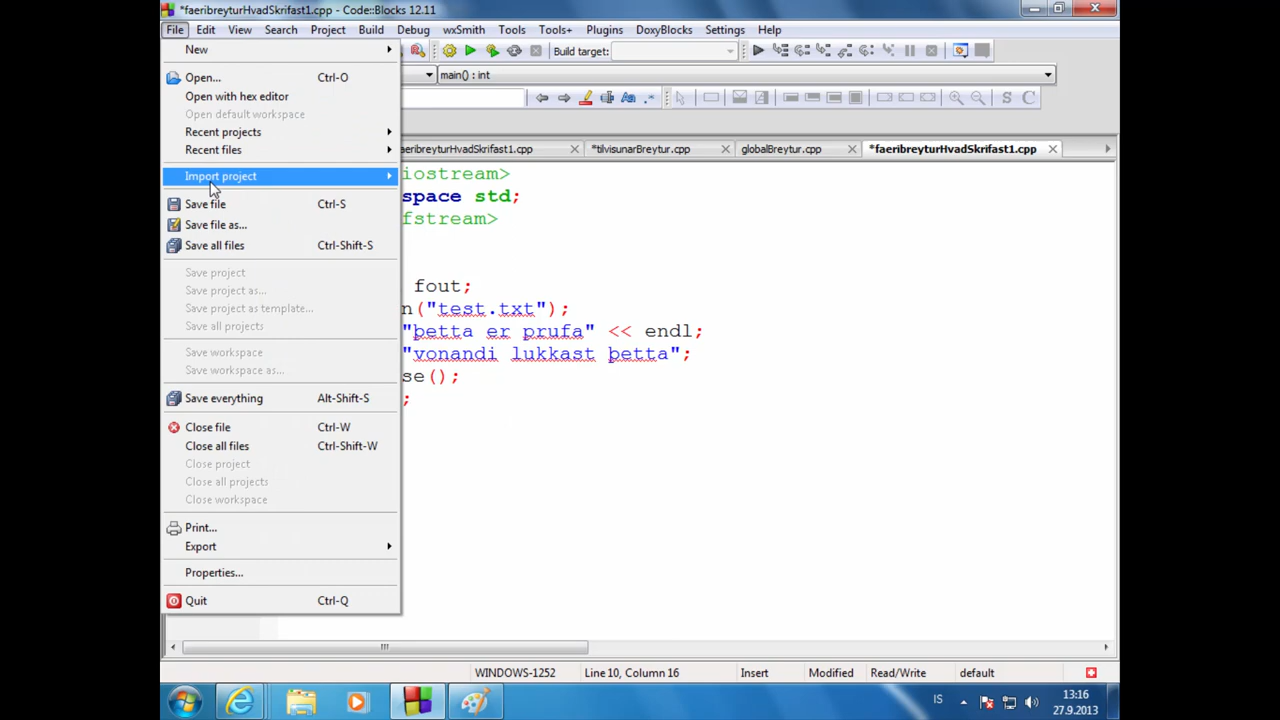 *faeribreyturHvadSkrifast1.cpp - Code::Blocks 12.11
File Edit View Search Project Build Debug wxSmith Tools Tools+ Plugins DoxyBlocks Settings Help
Build target:
main() : int
S C
faeribreyturHvadSkrifast1.cpp *tilvisunarBreytur.cpp globalBreytur.cpp *faeribreyturHvadSkrifast1.cpp
New
Open... Ctrl-O
Open with hex editor
Open default workspace
Recent projects
Recent files
Import project
Save file Ctrl-S
Save file as...
Save all files Ctrl-Shift-S
Save project
Save project as...
Save project as template...
Save all projects
Save workspace
Save workspace as...
Save everything Alt-Shift-S
Close file Ctrl-W
Close all files Ctrl-Shift-W
Close project
Close all projects
Close workspace
Print...
Export
Properties...
Quit Ctrl-Q
iostream>
space std;
fstream>
fout;
n("test.txt");
"þetta er prufa" << endl;
"vonandi lukkast þetta";
se();
;
WINDOWS-1252 Line 10, Column 16 Insert Modified Read/Write default
IS 13:16
27.9.2013